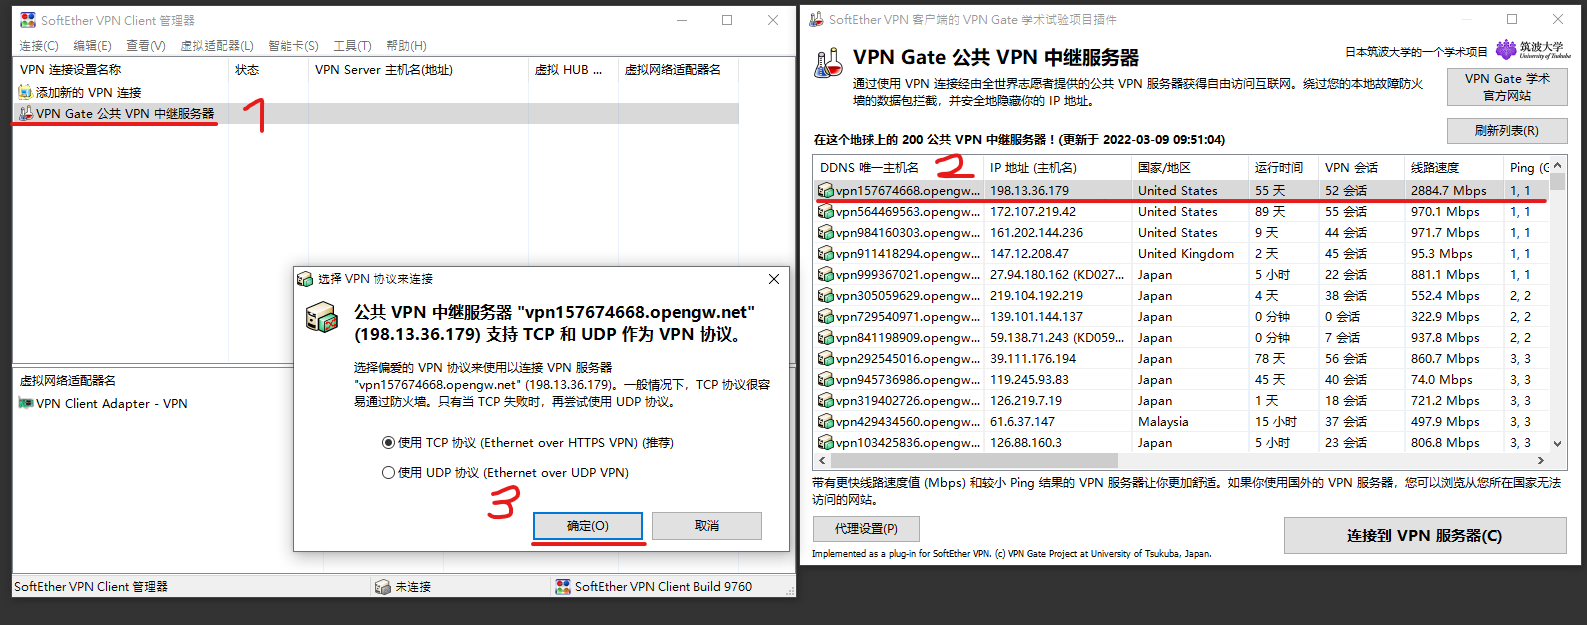 SoftEther VPN Client 管理器
连接(C) 编辑(E) 查看(V) 虚拟适配器(L) 智能卡(S) 工具(T) 帮助(H)
VPN 连接设置名称 状态 VPN Server 主机名(地址) 虚拟 HUB ... 虚拟网络适配器名
添加新的 VPN 连接
VPN Gate 公共 VPN 中继服务器
1
虚拟网络适配器名
VPN Client Adapter - VPN
选择 VPN 协议来连接
公共 VPN 中继服务器 "vpn157674668.opengw.net"
(198.13.36.179) 支持 TCP 和 UDP 作为 VPN 协议。
选择偏爱的 VPN 协议来使用以连接 VPN 服务器
"vpn157674668.opengw.net" (198.13.36.179)。一般情况下，TCP 协议很容
易通过防火墙。只有当 TCP 失败时，再尝试使用 UDP 协议。
使用 TCP 协议 (Ethernet over HTTPS VPN) (推荐)
使用 UDP 协议 (Ethernet over UDP VPN)
3
确定(O) 取消
SoftEther VPN Client 管理器 未连接 SoftEther VPN Client Build 9760
SoftEther VPN 客户端的 VPN Gate 学术试验项目插件
VPN Gate 公共 VPN 中继服务器
日本筑波大学的一个学术项目
筑波大学
University of Tsukuba
通过使用 VPN 连接经由全世界志愿者提供的公共 VPN 服务器获得自由访问互联网。绕过您的本地故障防火
墙的数据包拦截，并安全地隐藏你的 IP 地址。
VPN Gate 学术
官方网站
刷新列表(R)
在这个地球上的 200 公共 VPN 中继服务器！(更新于 2022-03-09 09:51:04)
2
DDNS 唯一主机名 IP 地址 (主机名) 国家/地区 运行时间 VPN 会话 线路速度 Ping (G
vpn157674668.opengw... 198.13.36.179 United States 55 天 52 会话 2884.7 Mbps 1, 1
vpn564469563.opengw... 172.107.219.42 United States 89 天 55 会话 970.1 Mbps 1, 1
vpn984160303.opengw... 161.202.144.236 United States 9 天 44 会话 971.7 Mbps 1, 1
vpn911418294.opengw... 147.12.208.47 United Kingdom 2 天 45 会话 95.3 Mbps 1, 1
vpn999367021.opengw... 27.94.180.162 (KD027... Japan 5 小时 22 会话 881.1 Mbps 1, 1
vpn305059629.opengw... 219.104.192.219 Japan 4 天 38 会话 552.4 Mbps 2, 2
vpn729540971.opengw... 139.101.144.137 Japan 0 分钟 0 会话 322.9 Mbps 2, 2
vpn841198909.opengw... 59.138.71.243 (KD059... Japan 0 分钟 7 会话 937.8 Mbps 2, 2
vpn292545016.opengw... 39.111.176.194 Japan 78 天 56 会话 860.7 Mbps 3, 3
vpn945736986.opengw... 119.245.93.83 Japan 45 天 40 会话 74.0 Mbps 3, 3
vpn319402726.opengw... 126.219.7.19 Japan 1 天 18 会话 721.2 Mbps 3, 3
vpn429434560.opengw... 61.6.37.147 Malaysia 15 小时 37 会话 497.9 Mbps 3, 3
vpn103425836.opengw... 126.88.160.3 Japan 5 小时 23 会话 806.8 Mbps 3, 3
带有更快线路速度值 (Mbps) 和较小 Ping 结果的 VPN 服务器让你更加舒适。如果你使用国外的 VPN 服务器，您可以浏览从您所在国家无法
访问的网站。
代理设置(P)
连接到 VPN 服务器(C)
Implemented as a plug-in for SoftEther VPN. (c) VPN Gate Project at University of Tsukuba, Japan.